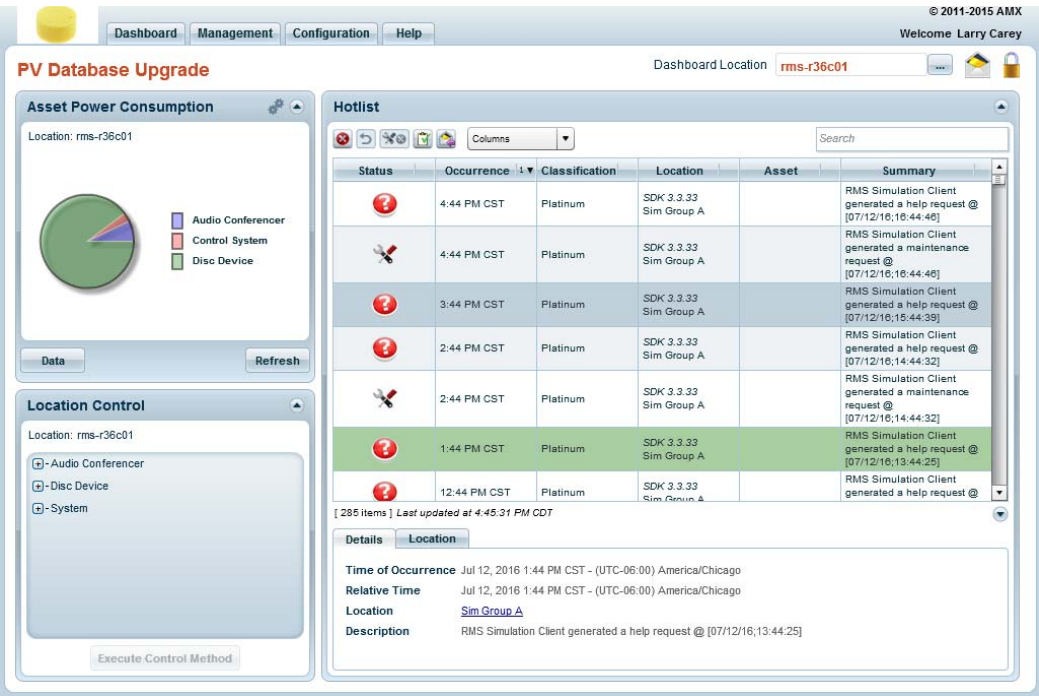 © 2011-2015 AMX
Dashboard Management Configuration Help
Welcome Larry Carey
PV Database Upgrade
Dashboard Location rms-r36c01 ...
Asset Power Consumption
Location: rms-r36c01
Audio Conferencer
Control System
Disc Device
Data Refresh
Location Control
Location: rms-r36c01
Audio Conferencer
Disc Device
System
Execute Control Method
Hotlist
Columns Search
Status Occurrence 1 Classification Location Asset Summary
4:44 PM CST Platinum SDK 3.3.33
Sim Group A
RMS Simulation Client
generated a help request @
[07/12/16;16:44:46]
4:44 PM CST Platinum SDK 3.3.33
Sim Group A
RMS Simulation Client
generated a maintenance
request @
[07/12/16;16:44:46]
3:44 PM CST Platinum SDK 3.3.33
Sim Group A
RMS Simulation Client
generated a help request @
[07/12/16;15:44:39]
2:44 PM CST Platinum SDK 3.3.33
Sim Group A
RMS Simulation Client
generated a help request @
[07/12/16;14:44:32]
2:44 PM CST Platinum SDK 3.3.33
Sim Group A
RMS Simulation Client
generated a maintenance
request @
[07/12/16;14:44:32]
1:44 PM CST Platinum SDK 3.3.33
Sim Group A
RMS Simulation Client
generated a help request @
[07/12/16;13:44:25]
12:44 PM CST Platinum SDK 3.3.33
Sim Group A
RMS Simulation Client
generated a help request @
[ 285 items ] Last updated at 4:45:31 PM CDT
Details Location
Time of Occurrence Jul 12, 2016 1:44 PM CST - (UTC-06:00) America/Chicago
Relative Time Jul 12, 2016 1:44 PM CST - (UTC-06:00) America/Chicago
Location Sim Group A
Description RMS Simulation Client generated a help request @ [07/12/16;13:44:25]